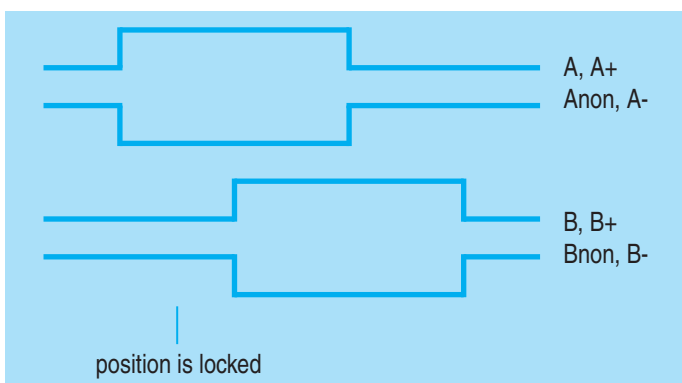 A, A+
Anon, A-
B, B+
Bnon, B-
position is locked